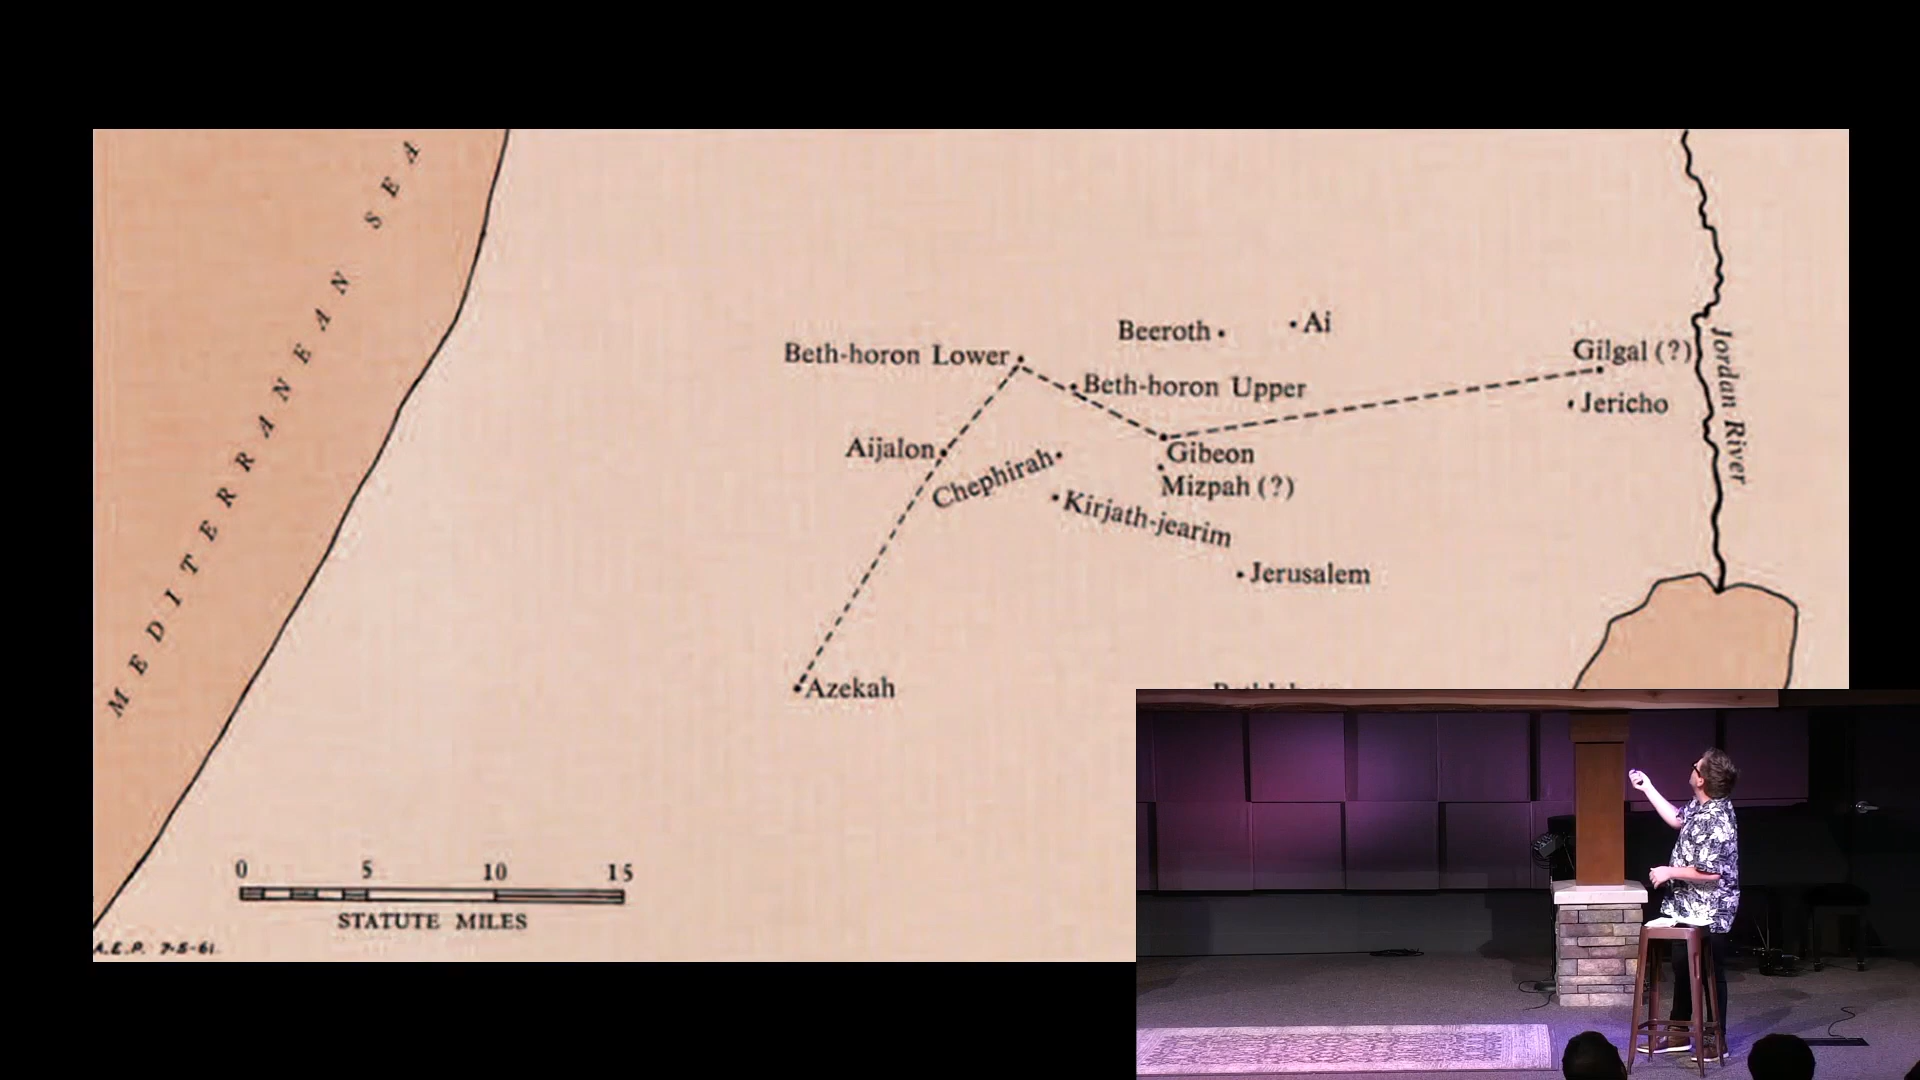 MEDITERRANEAN SEA
Beeroth
Ai
Beth-horon Lower
Gilgal (?)
Beth-horon Upper
Jericho
Jordan River
Aijalon
Chephirah
Gibeon
Mizpah (?)
Kirjath-jearim
Jerusalem
Azekah
0 5 10 15
STATUTE MILES
A.E.P. 7-5-61